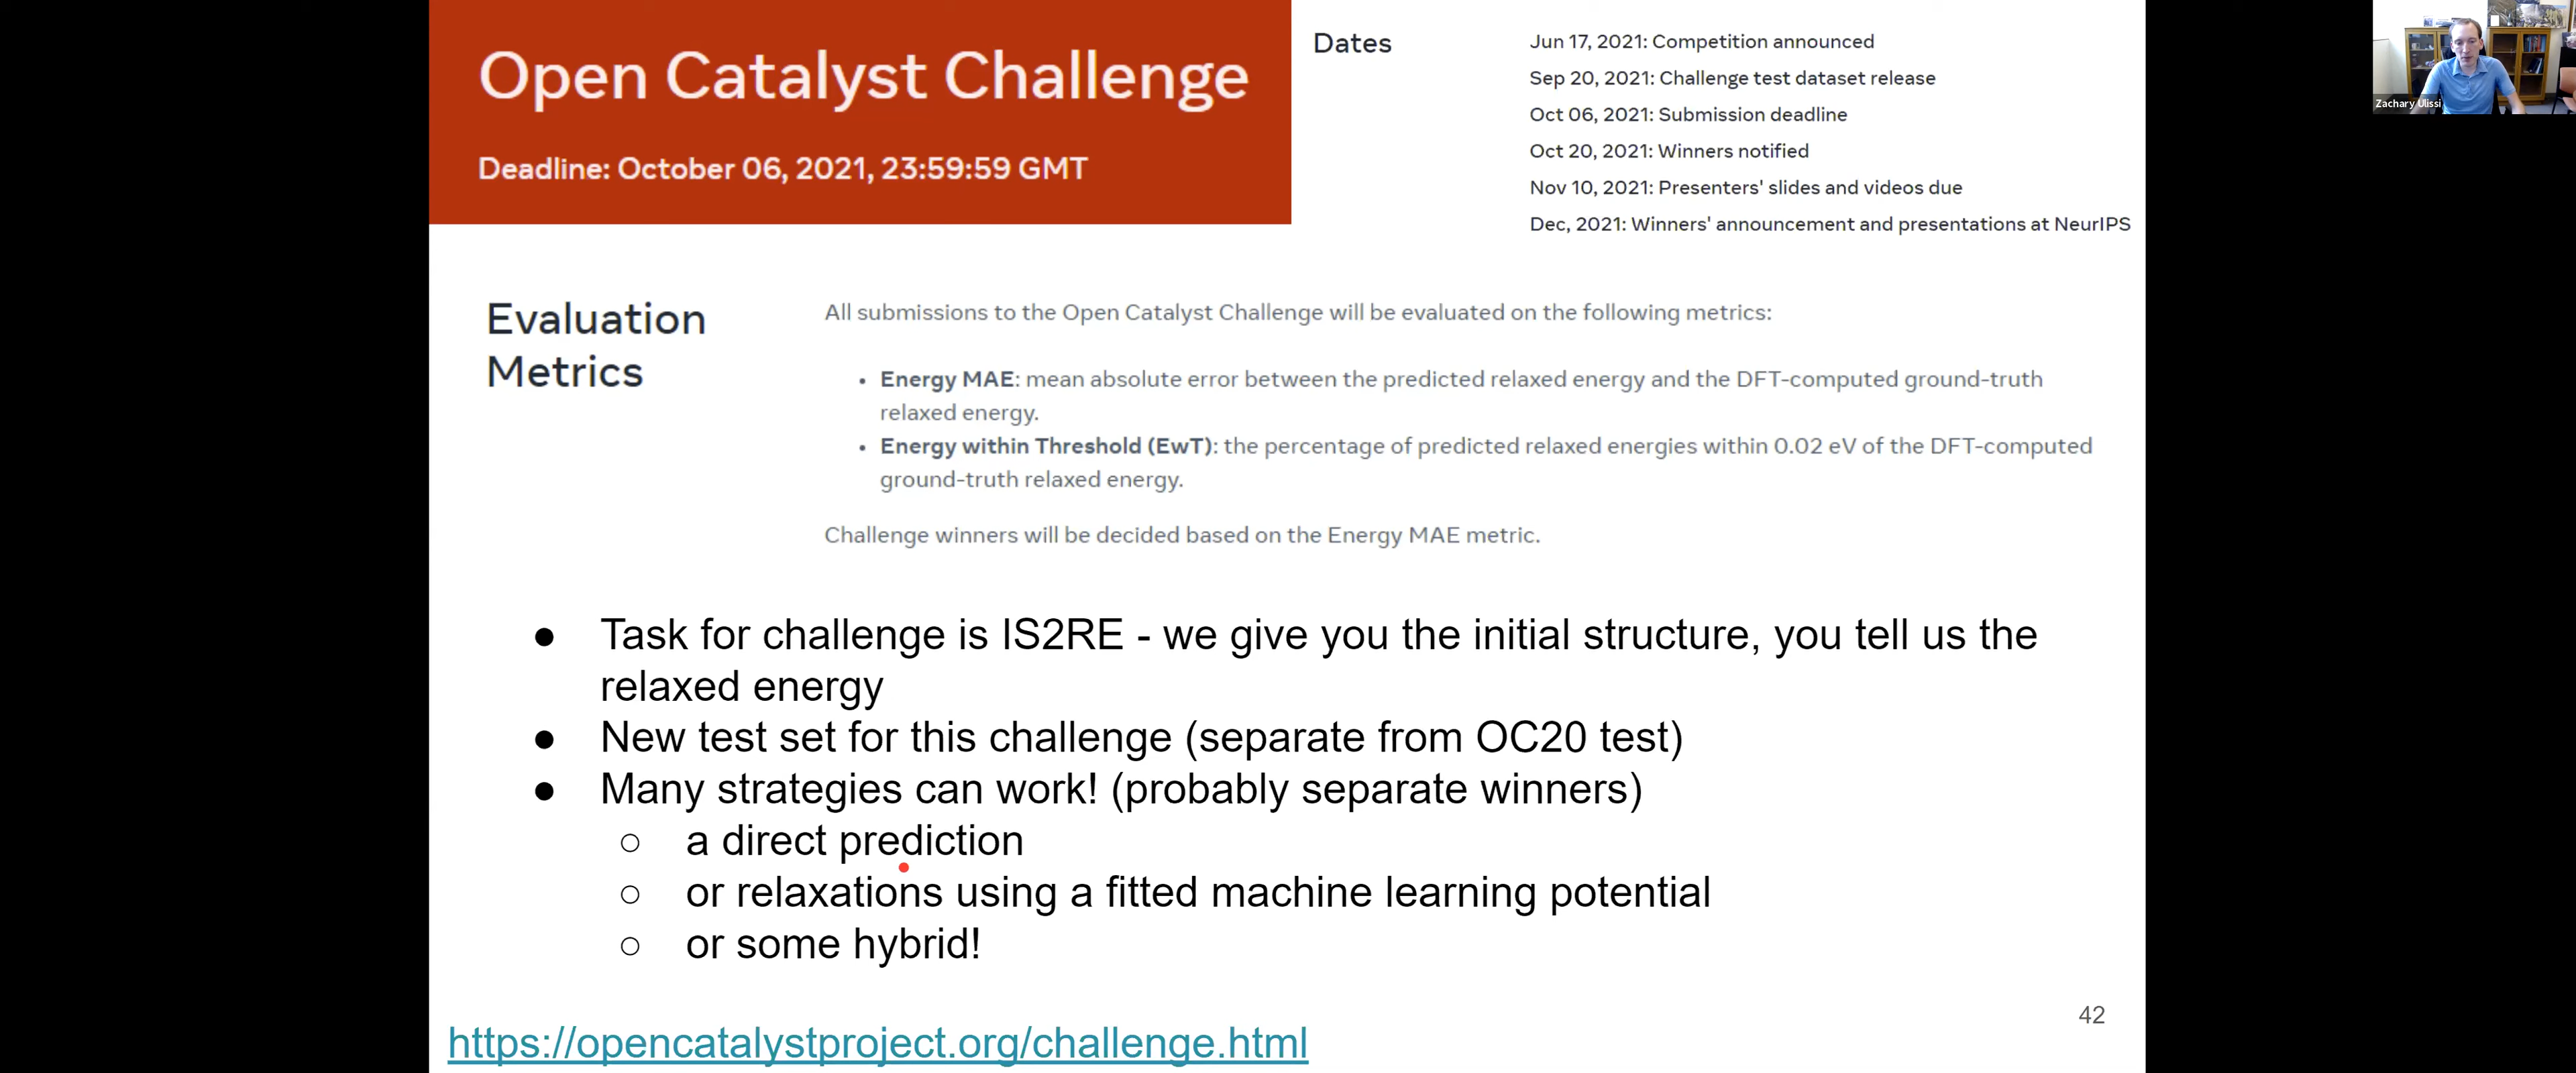 Open Catalyst Challenge
Deadline: October 06, 2021, 23:59:59 GMT
Dates
Jun 17, 2021: Competition announced
Sep 20, 2021: Challenge test dataset release
Oct 06, 2021: Submission deadline
Oct 20, 2021: Winners notified
Nov 10, 2021: Presenters' slides and videos due
Dec, 2021: Winners' announcement and presentations at NeurIPS
Zachary Ulissi
Evaluation
Metrics
All submissions to the Open Catalyst Challenge will be evaluated on the following metrics:
• Energy MAE: mean absolute error between the predicted relaxed energy and the DFT-computed ground-truth
relaxed energy.
• Energy within Threshold (EwT): the percentage of predicted relaxed energies within 0.02 eV of the DFT-computed
ground-truth relaxed energy.
Challenge winners will be decided based on the Energy MAE metric.
● Task for challenge is IS2RE - we give you the initial structure, you tell us the
relaxed energy
● New test set for this challenge (separate from OC20 test)
● Many strategies can work! (probably separate winners)
○ a direct prediction
○ or relaxations using a fitted machine learning potential
○ or some hybrid!
42
https://opencatalystproject.org/challenge.html